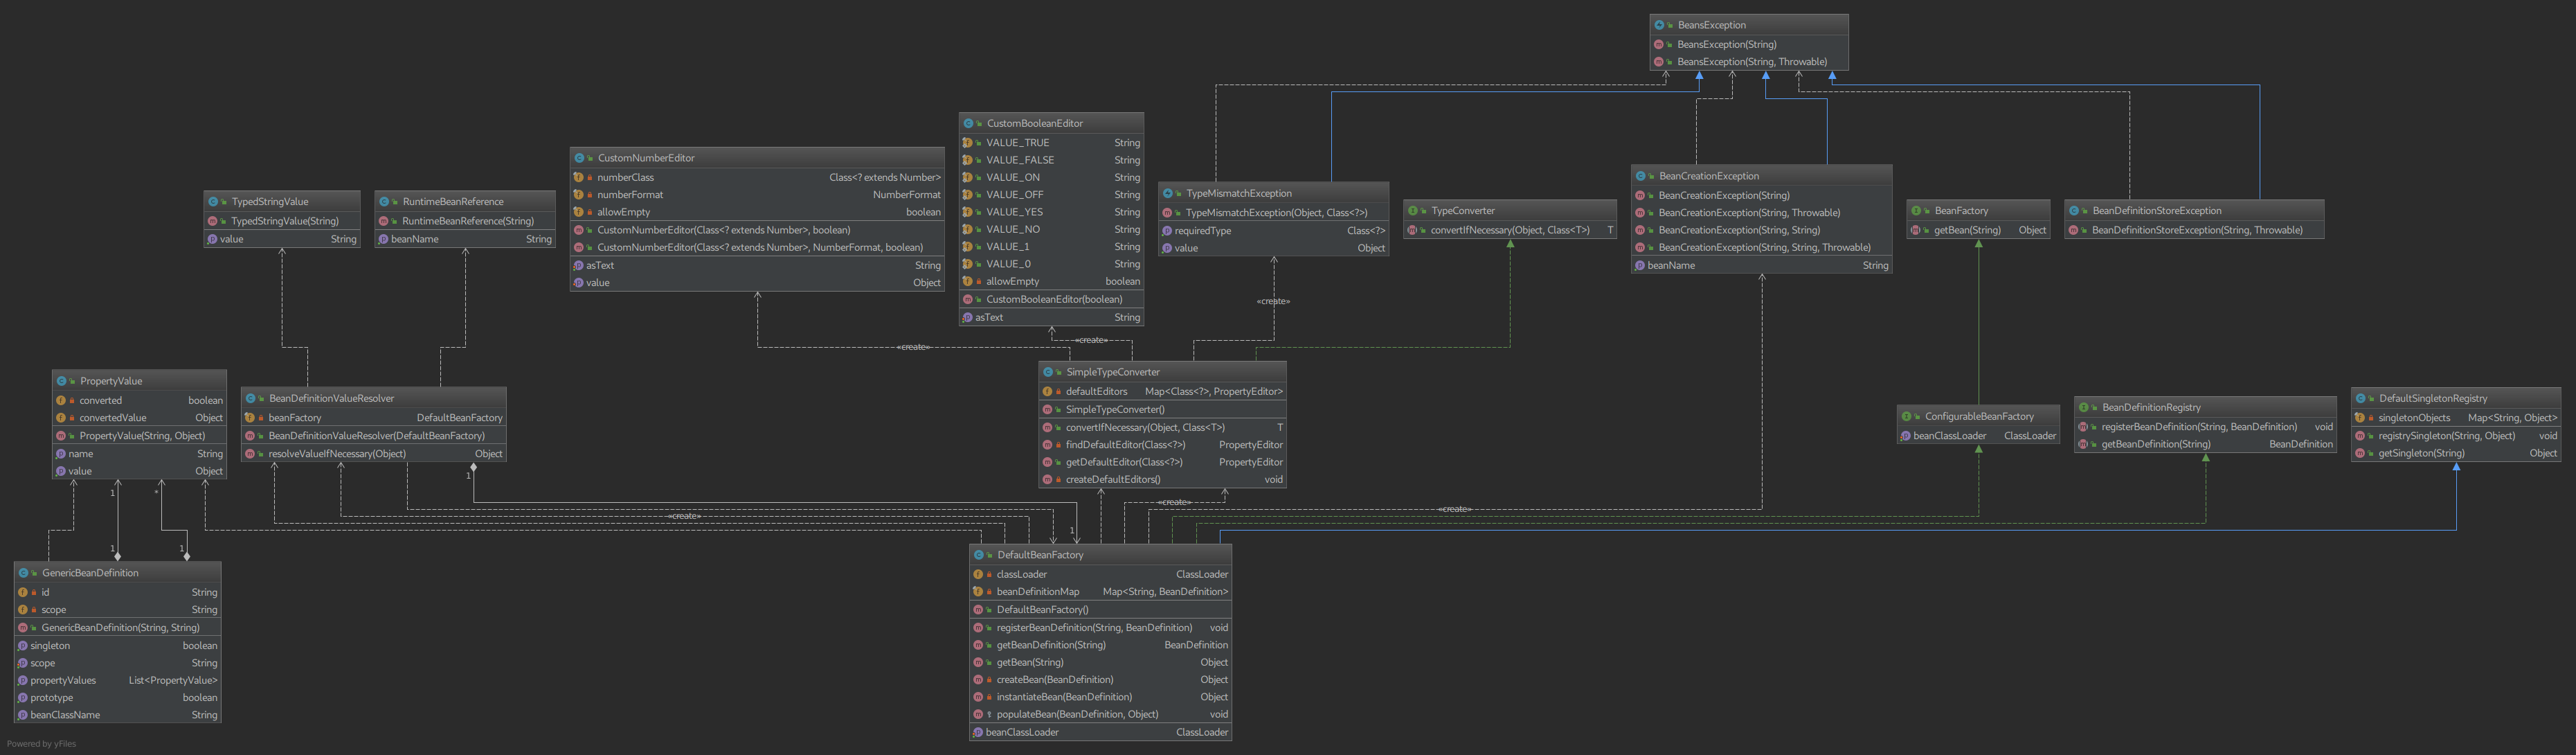 BeansException
BeansException(String)
BeansException(String, Throwable)
CustomBooleanEditor
VALUE_TRUE String
VALUE_FALSE String
VALUE_ON String
VALUE_OFF String
VALUE_YES String
VALUE_NO String
VALUE_1 String
VALUE_0 String
allowEmpty boolean
CustomBooleanEditor(boolean)
asText String
CustomNumberEditor
numberClass Class<? extends Number>
numberFormat NumberFormat
allowEmpty boolean
CustomNumberEditor(Class<? extends Number>, boolean)
CustomNumberEditor(Class<? extends Number>, NumberFormat, boolean)
asText String
value Object
TypedStringValue
TypedStringValue(String)
value String
RuntimeBeanReference
RuntimeBeanReference(String)
beanName String
TypeMismatchException
TypeMismatchException(Object, Class<?>)
requiredType Class<?>
value Object
TypeConverter
convertIfNecessary(Object, Class<T>) T
BeanCreationException
BeanCreationException(String)
BeanCreationException(String, Throwable)
BeanCreationException(String, String)
BeanCreationException(String, String, Throwable)
beanName String
BeanFactory
getBean(String) Object
BeanDefinitionStoreException
BeanDefinitionStoreException(String, Throwable)
«create»
«create»
«create»
PropertyValue
converted boolean
convertedValue Object
PropertyValue(String, Object)
name String
value Object
BeanDefinitionValueResolver
beanFactory DefaultBeanFactory
BeanDefinitionValueResolver(DefaultBeanFactory)
resolveValueIfNecessary(Object) Object
SimpleTypeConverter
defaultEditors Map<Class<?>, PropertyEditor>
SimpleTypeConverter()
convertIfNecessary(Object, Class<T>) T
findDefaultEditor(Class<?>) PropertyEditor
getDefaultEditor(Class<?>) PropertyEditor
createDefaultEditors() void
ConfigurableBeanFactory
beanClassLoader ClassLoader
BeanDefinitionRegistry
registerBeanDefinition(String, BeanDefinition) void
getBeanDefinition(String) BeanDefinition
DefaultSingletonRegistry
singletonObjects Map<String, Object>
registrySingleton(String, Object) void
getSingleton(String) Object
1
*
1
«create»
«create»
«create»
1
1
1
GenericBeanDefinition
id String
scope String
GenericBeanDefinition(String, String)
singleton boolean
scope String
propertyValues List<PropertyValue>
prototype boolean
beanClassName String
DefaultBeanFactory
classLoader ClassLoader
beanDefinitionMap Map<String, BeanDefinition>
DefaultBeanFactory()
registerBeanDefinition(String, BeanDefinition) void
getBeanDefinition(String) BeanDefinition
getBean(String) Object
createBean(BeanDefinition) Object
instantiateBean(BeanDefinition) Object
populateBean(BeanDefinition, Object) void
beanClassLoader ClassLoader
Powered by yFiles